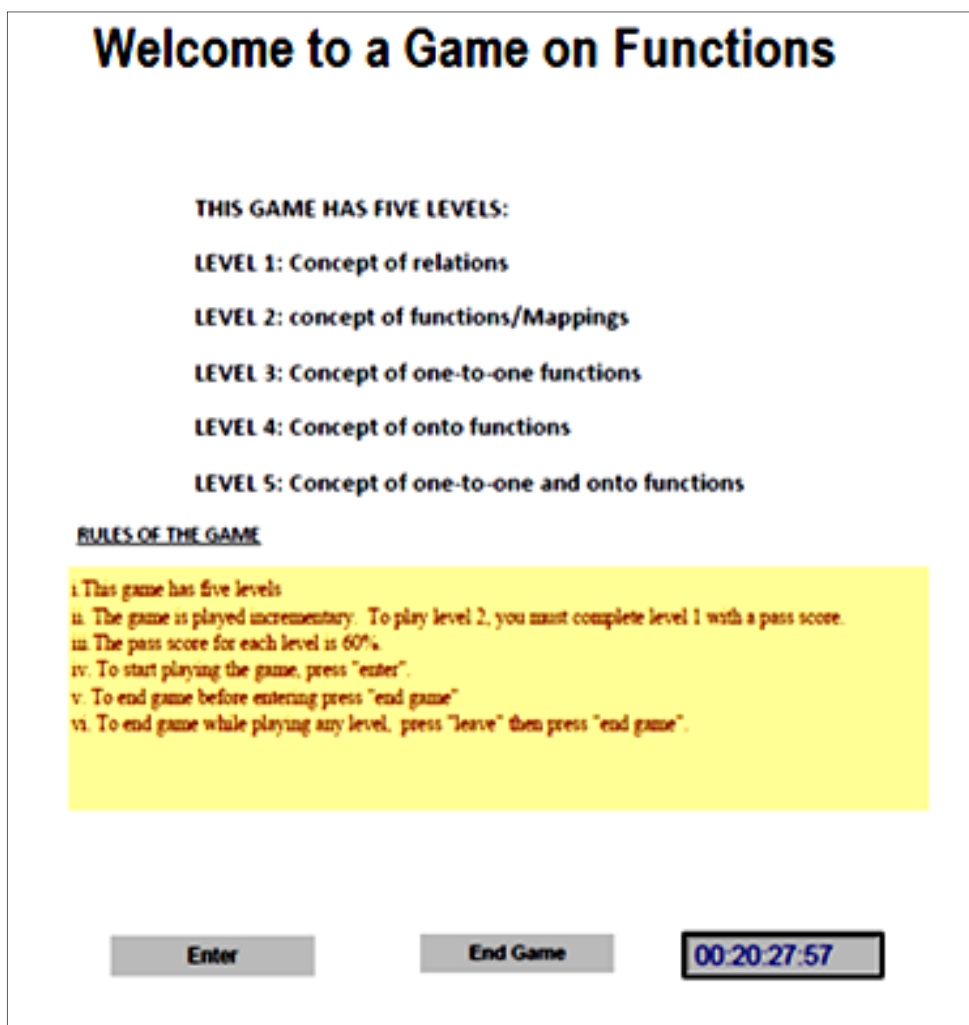 Welcome to a Game on Functions
THIS GAME HAS FIVE LEVELS:
LEVEL 1: Concept of relations
LEVEL 2: concept of functions/Mappings
LEVEL 3: Concept of one-to-one functions
LEVEL 4: Concept of onto functions
LEVEL 5: Concept of one-to-one and onto functions
RULES OF THE GAME
i.This game has five levels
ii. The game is played incrementary.  To play level 2, you must complete level 1 with a pass score.
iii. The pass score for each level is 60%.
iv. To start playing the game, press "enter".
v. To end game before entering press "end game"
vi. To end game while playing any level,  press "leave" then press "end game".
Enter
End Game
00:20:27:57